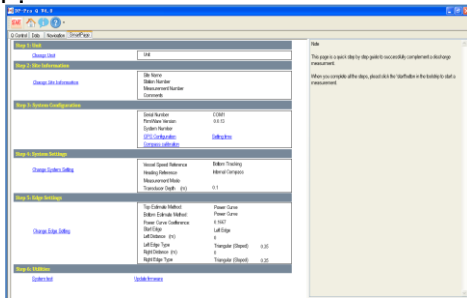 Q Control Data Navigation SmartPage
Step 1: Unit
Change Unit Unit
Step 2: Site Information
Change Site Information
Site Name
Station Number
Measurement Number
Comments
Step 3: System Configuration
Serial Number COM1
FirmWare Version
System Number
GPS Configuration
Compass calibration
Step 4: System Settings
Change System Setting
Vessel Speed Reference Bottom Tracking
Heading Reference Internal Compass
Measurement Mode
Transducer Depth (m) 0.1
Step 5: Edge Settings
Change Edge Setting
Top Estimate Method Power Curve
Bottom Estimate Method Power Curve
Power Curve Coefficient 0.1667
Start Edge Left Edge
Left Distance (m) 0
Left Edge Type Triangular (Sloped) 0.35
Right Distance (m) 0
Right Edge Type Triangular (Sloped) 0.35
Step 6: Utilities
System test Update firmware
Note
This page is a quick step by step guide to successfully complement a discharge measurement.
When you complete all the steps, please click the 'start' button in the toolstrip to start a measurement.